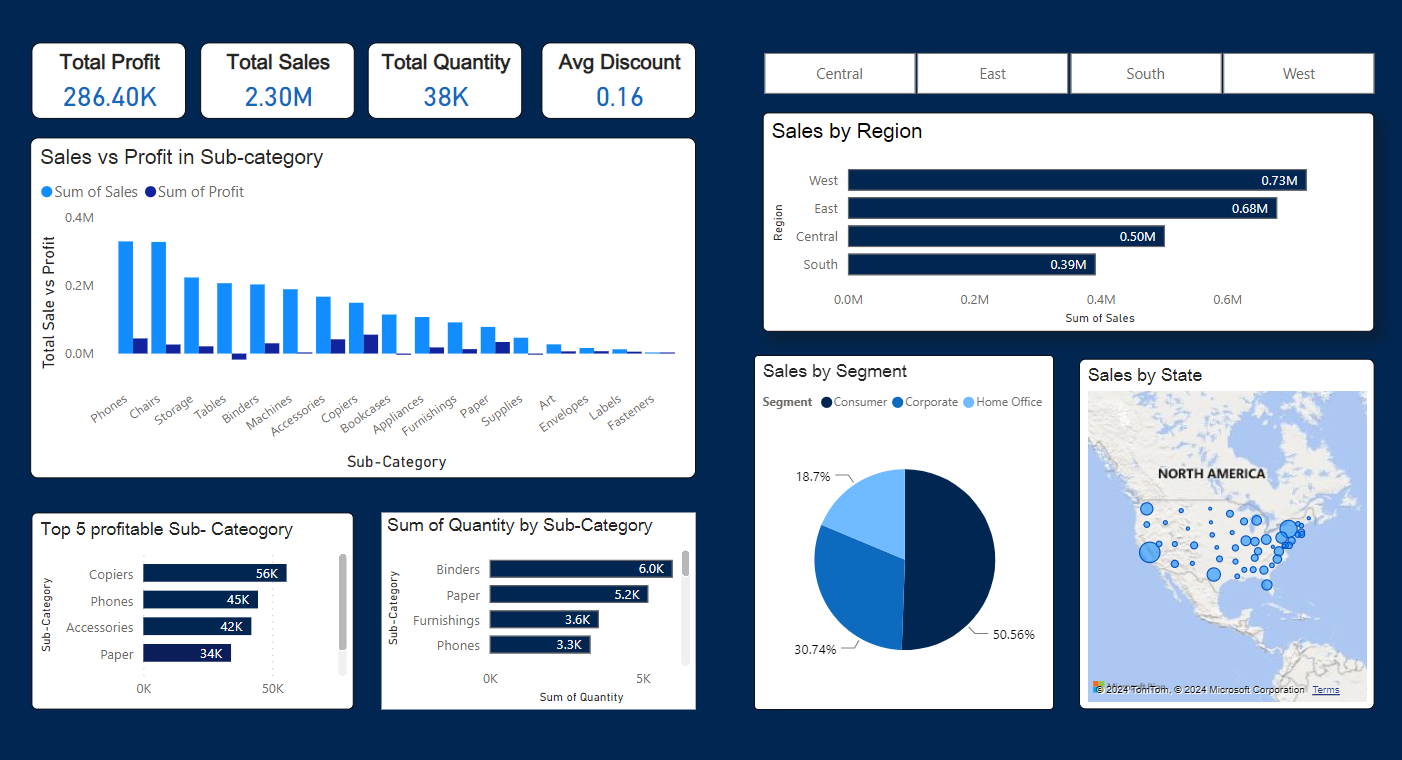 Total Profit
286.40K
Total Sales
2.30M
Total Quantity
38K
Avg Discount
0.16
Central
East
South
West
Sales vs Profit in Sub-category
Sum of Sales
Sum of Profit
Total Sale vs Profit
0.4M
0.2M
0.0M
Phones
Chairs
Storage
Tables
Binders
Machines
Accessories
Copiers
Bookcases
Appliances
Furnishings
Paper
Supplies
Art
Envelopes
Labels
Fasteners
Sub-Category
Sales by Region
Region
West 0.73M
East 0.68M
Central 0.50M
South 0.39M
0.0M 0.2M 0.4M 0.6M
Sum of Sales
Top 5 profitable Sub- Cateogory
Sub-Category
Copiers 56K
Phones 45K
Accessories 42K
Paper 34K
0K 50K
Sum of Quantity by Sub-Category
Sub-Category
Binders 6.0K
Paper 5.2K
Furnishings 3.6K
Phones 3.3K
0K 5K
Sum of Quantity
Sales by Segment
Segment Consumer Corporate Home Office
18.7%
50.56%
30.74%
Sales by State
NORTH AMERICA
© 2024 TomTom, © 2024 Microsoft Corporation Terms